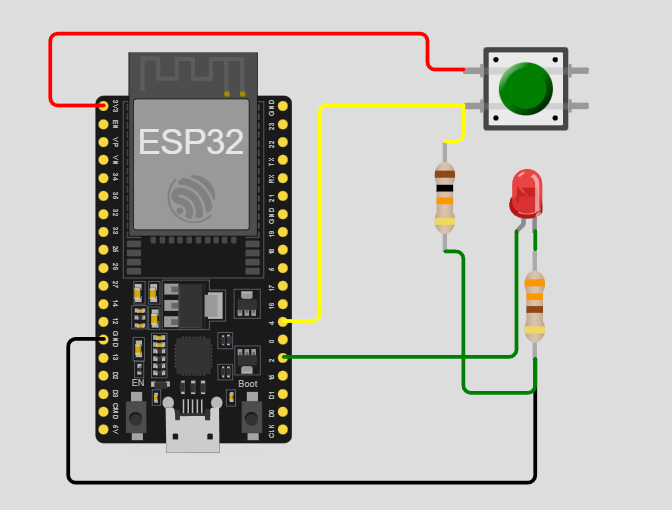 ESP32
3V3
EN
VP
VN
34
35
32
33
25
26
27
14
12
GND
13
D2
D3
CMD
5V
GND
23
22
TX
RX
21
GND
19
18
5
17
16
4
0
2
15
D1
D0
CLK
EN
Boot